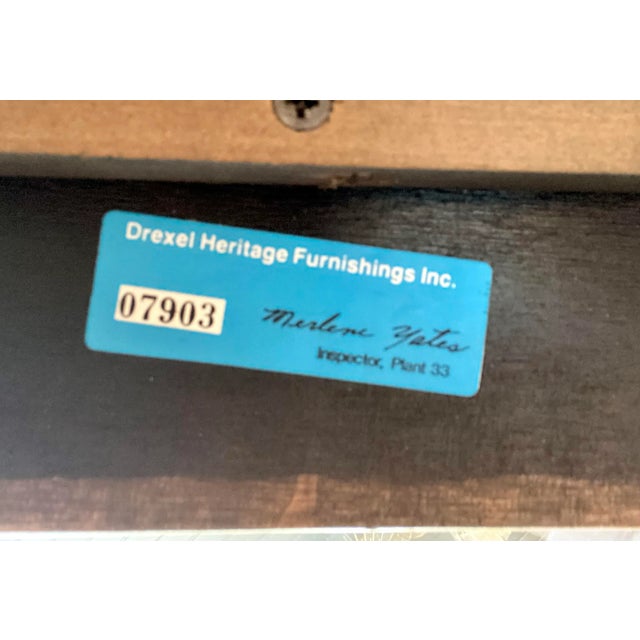 Drexel Heritage Furnishings Inc.
07903
Merlene Yates
Inspector, Plant 33